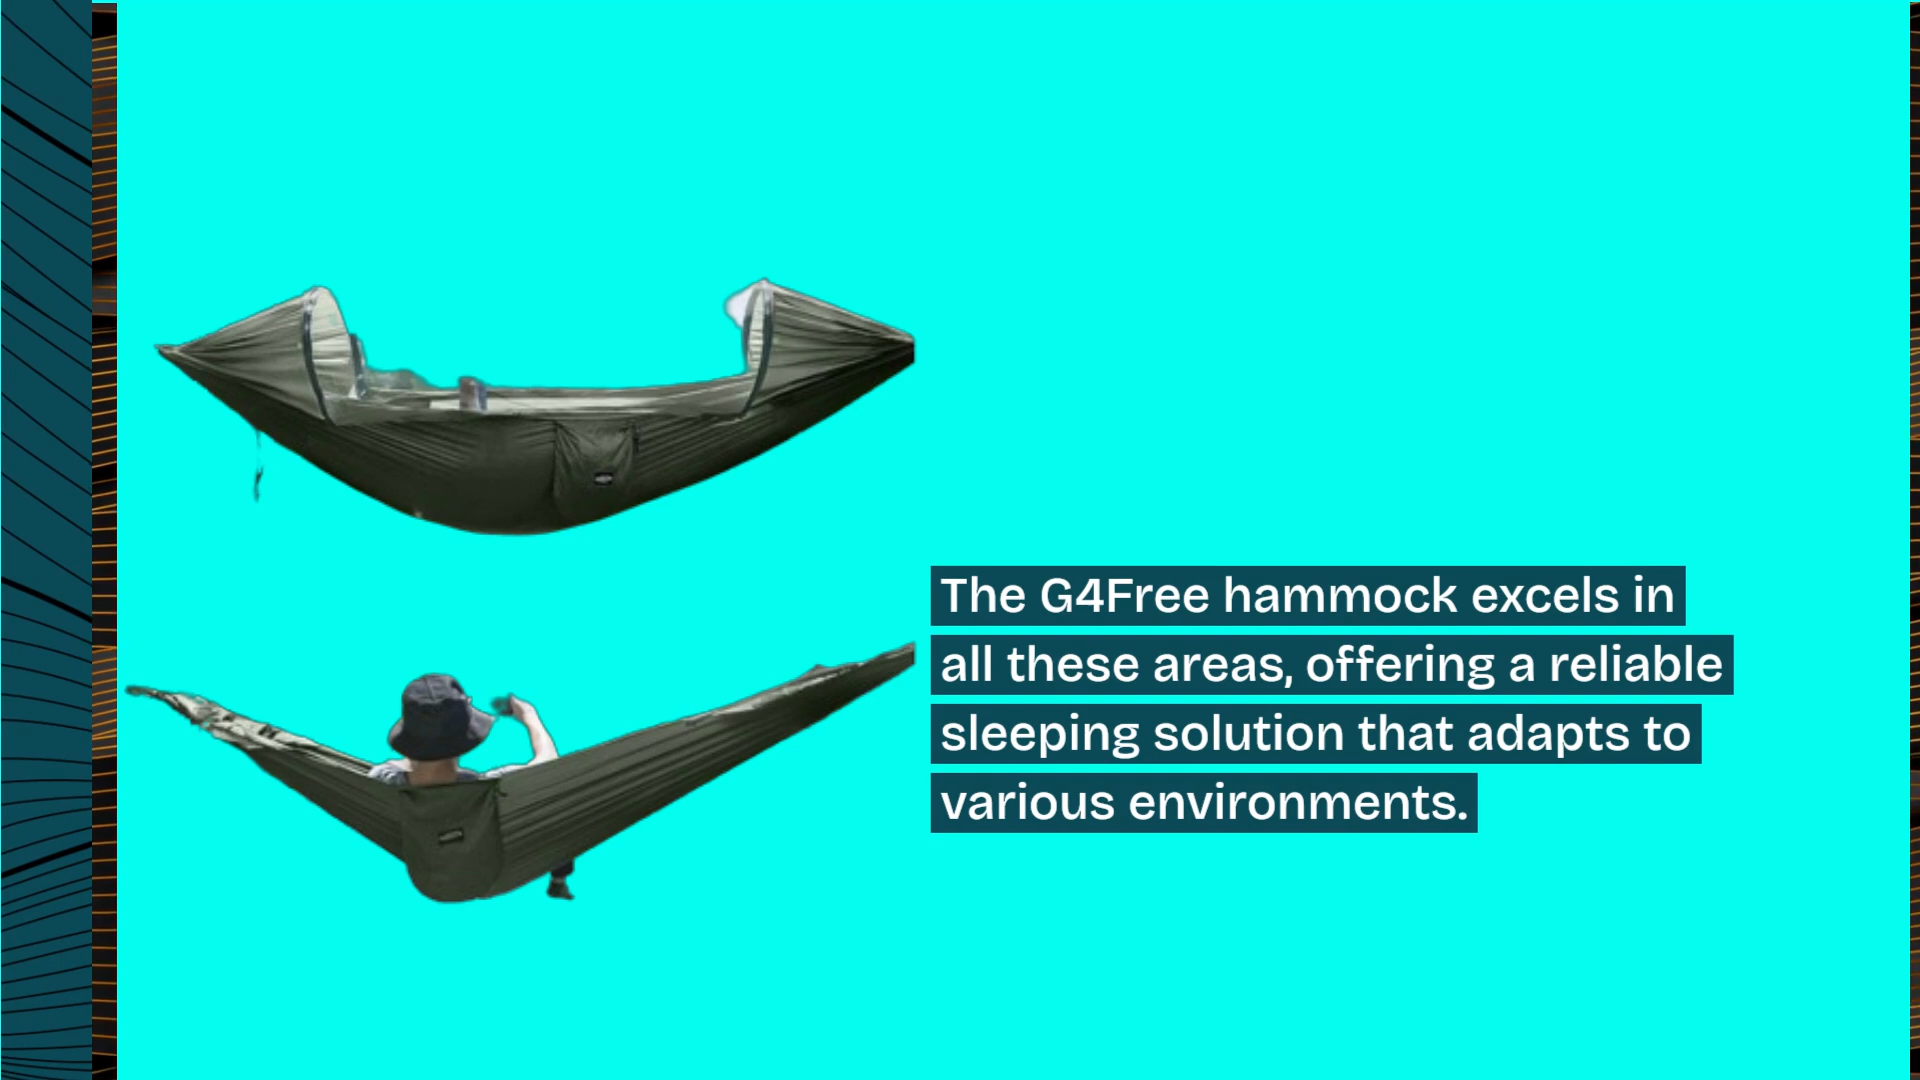 The G4Free hammock excels in
all these areas, offering a reliable
sleeping solution that adapts to
various environments.